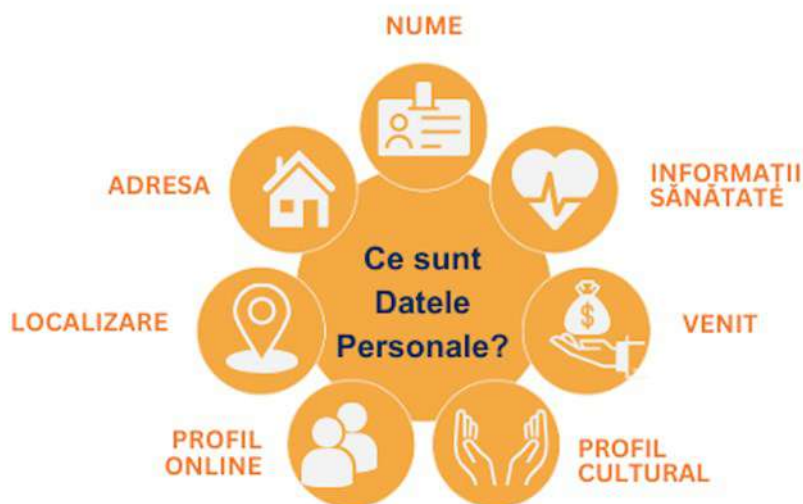 NUME
INFORMAȚII
SĂNĂTATE
ADRESA
Ce sunt
Datele
Personale?
LOCALIZARE
VENIT
PROFIL
ONLINE
PROFIL
CULTURAL
$